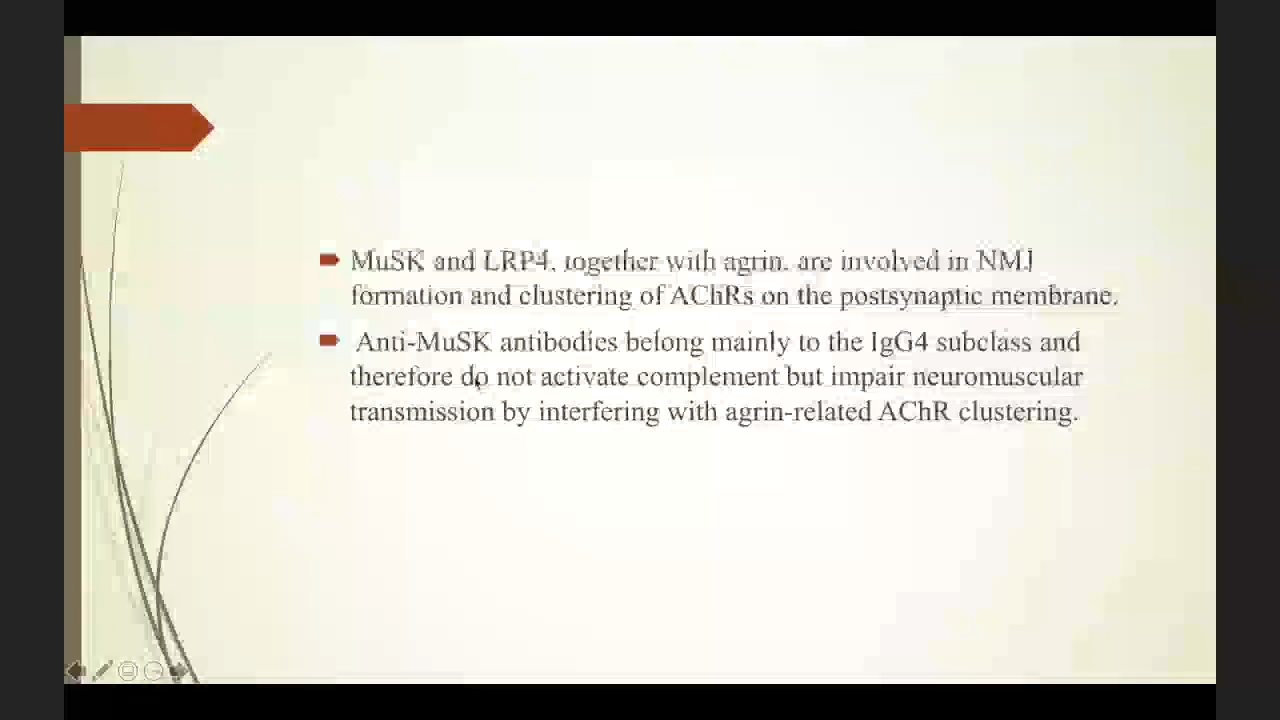 MuSK and LRP4, together with agrin, are involved in NMJ
formation and clustering of AChRs on the postsynaptic membrane.
Anti-MuSK antibodies belong mainly to the IgG4 subclass and
therefore do not activate complement but impair neuromuscular
transmission by interfering with agrin-related AChR clustering.